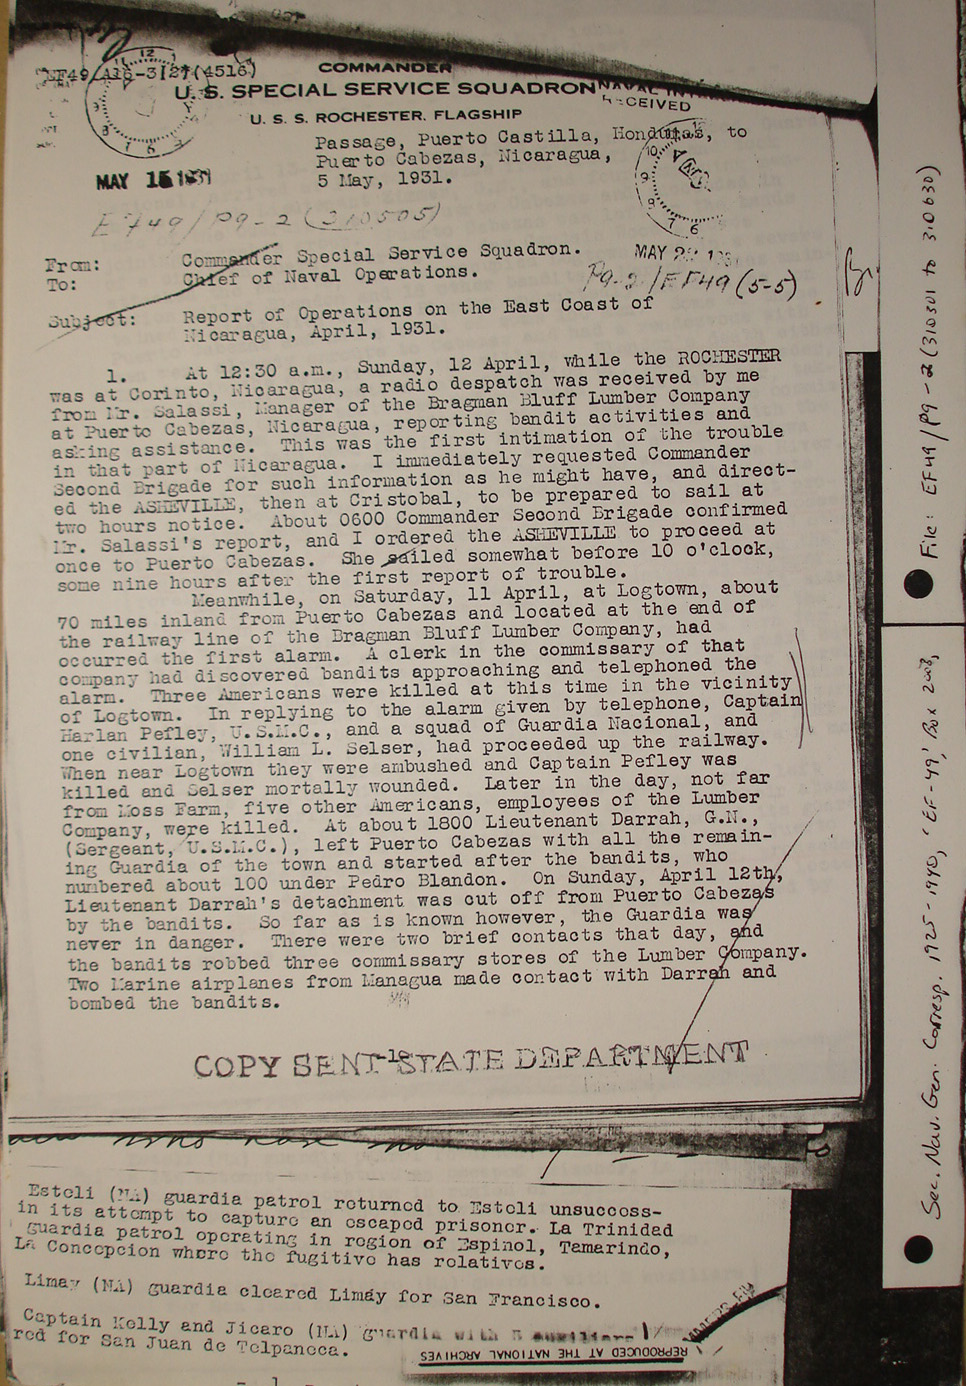 EF49/A16-3/27(4516)
COMMANDER
U. S. SPECIAL SERVICE SQUADRON
U. S. S. ROCHESTER. FLAGSHIP
NAVAL
RECEIVED
Passage, Puerto Castilla, Honduras, to
Puerto Cabezas, Nicaragua,
5 May, 1931.
MAY 15 1931
EF49/P9-2(310505)
MAY
P9-2/EF49(5-5)
From: Commander Special Service Squadron.
To: Chief of Naval Operations.
Subject: Report of Operations on the East Coast of
Nicaragua, April, 1931.
1. At 12:30 a.m., Sunday, 12 April, while the ROCHESTER
was at Corinto, Nicaragua, a radio despatch was received by me
from Mr. Salassi, Manager of the Bragman Bluff Lumber Company
at Puerto Cabezas, Nicaragua, reporting bandit activities and
asking assistance. This was the first intimation of the trouble
in that part of Nicaragua. I immediately requested Commander
Second Brigade for such information as he might have, and direct-
ed the ASHEVILLE, then at Cristobal, to be prepared to sail at
two hours notice. About 0600 Commander Second Brigade confirmed
Mr. Salassi's report, and I ordered the ASHEVILLE to proceed at
once to Puerto Cabezas. She sailed somewhat before 10 o'clock,
some nine hours after the first report of trouble.
Meanwhile, on Saturday, 11 April, at Logtown, about
70 miles inland from Puerto Cabezas and located at the end of
the railway line of the Bragman Bluff Lumber Company, had
occurred the first alarm. A clerk in the commissary of that
company had discovered bandits approaching and telephoned the
alarm. Three Americans were killed at this time in the vicinity
of Logtown. In replying to the alarm given by telephone, Captain
Harlan Pefley, U.S.M.C., and a squad of Guardia Nacional, and
one civilian, William L. Selser, had proceeded up the railway.
When near Logtown they were ambushed and Captain Pefley was
killed and Selser mortally wounded. Later in the day, not far
from Moss Farm, five other Americans, employees of the Lumber
Company, were killed. At about 1800 Lieutenant Darrah, G.N.,
(Sergeant, U.S.M.C.), left Puerto Cabezas with all the remain-
ing Guardia of the town and started after the bandits, who
numbered about 100 under Pedro Blandon. On Sunday, April 12th,
Lieutenant Darrah's detachment was cut off from Puerto Cabezas
by the bandits. So far as is known however, the Guardia was
never in danger. There were two brief contacts that day, and
the bandits robbed three commissary stores of the Lumber Company.
Two Marine airplanes from Managua made contact with Darrah and
bombed the bandits.
COPY SENT STATE DEPARTMENT
-1-
Esteli (NA) guardia patrol returned to Esteli unsuccess-
in its attempt to capture an escaped prisoner. La Trinidad
guardia patrol operating in region of Espinol, Tamarindo,
La Concepcion where the fugitive has relatives.
Limay (NA) guardia cleared Limay for San Francisco.
Captain Kelly and Jicaro (NA) guardia with 5 auxiliars
red for San Juan de Telpaneca.
REPRODUCED AT THE NATIONAL ARCHIVES
File: EF49/P9-2 (310301 to 310630)
Sec. Nav. Gen. Corresp. 1925-1940, 'EF-49,' Box 2008,